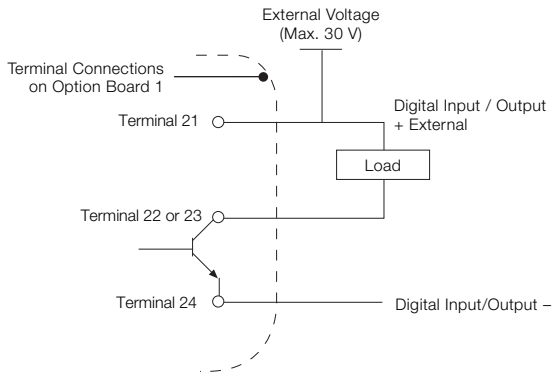 External Voltage
(Max. 30 V)
Terminal Connections
on Option Board 1
Terminal 21
Digital Input / Output
+ External
Load
Terminal 22 or 23
Terminal 24
Digital Input/Output –